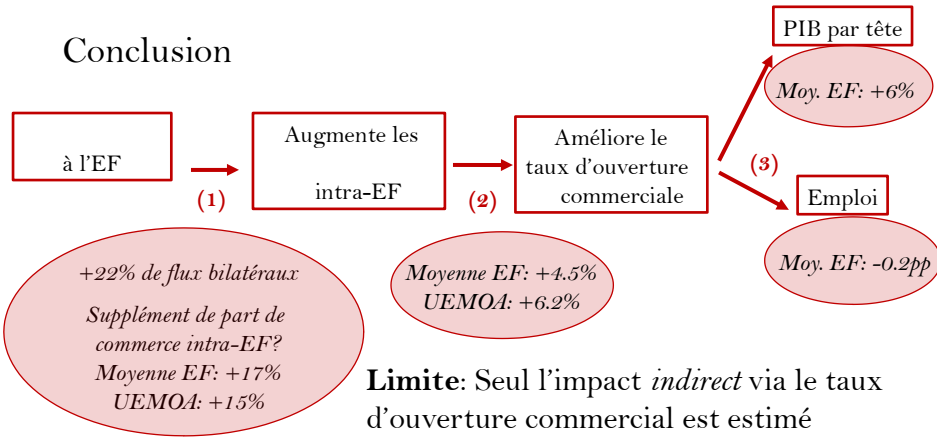 Conclusion
à l'EF
(1)
Augmente les
intra-EF
(2)
Améliore le
taux d'ouverture
commerciale
(3)
PIB par tête
Moy. EF: +6%
Emploi
Moy. EF: -0.2pp
+22% de flux bilatéraux
Supplément de part de
commerce intra-EF?
Moyenne EF: +17%
UEMOA: +15%
Moyenne EF: +4.5%
UEMOA: +6.2%
Limite: Seul l'impact indirect via le taux
d'ouverture commercial est estimé